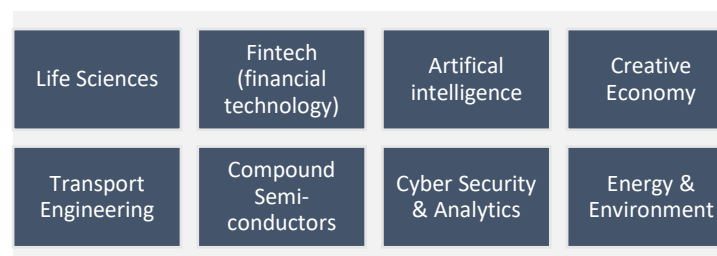 Life Sciences
Fintech
(financial
technology)
Artifical
intelligence
Creative
Economy
Transport
Engineering
Compound
Semi-
conductors
Cyber Security
& Analytics
Energy &
Environment